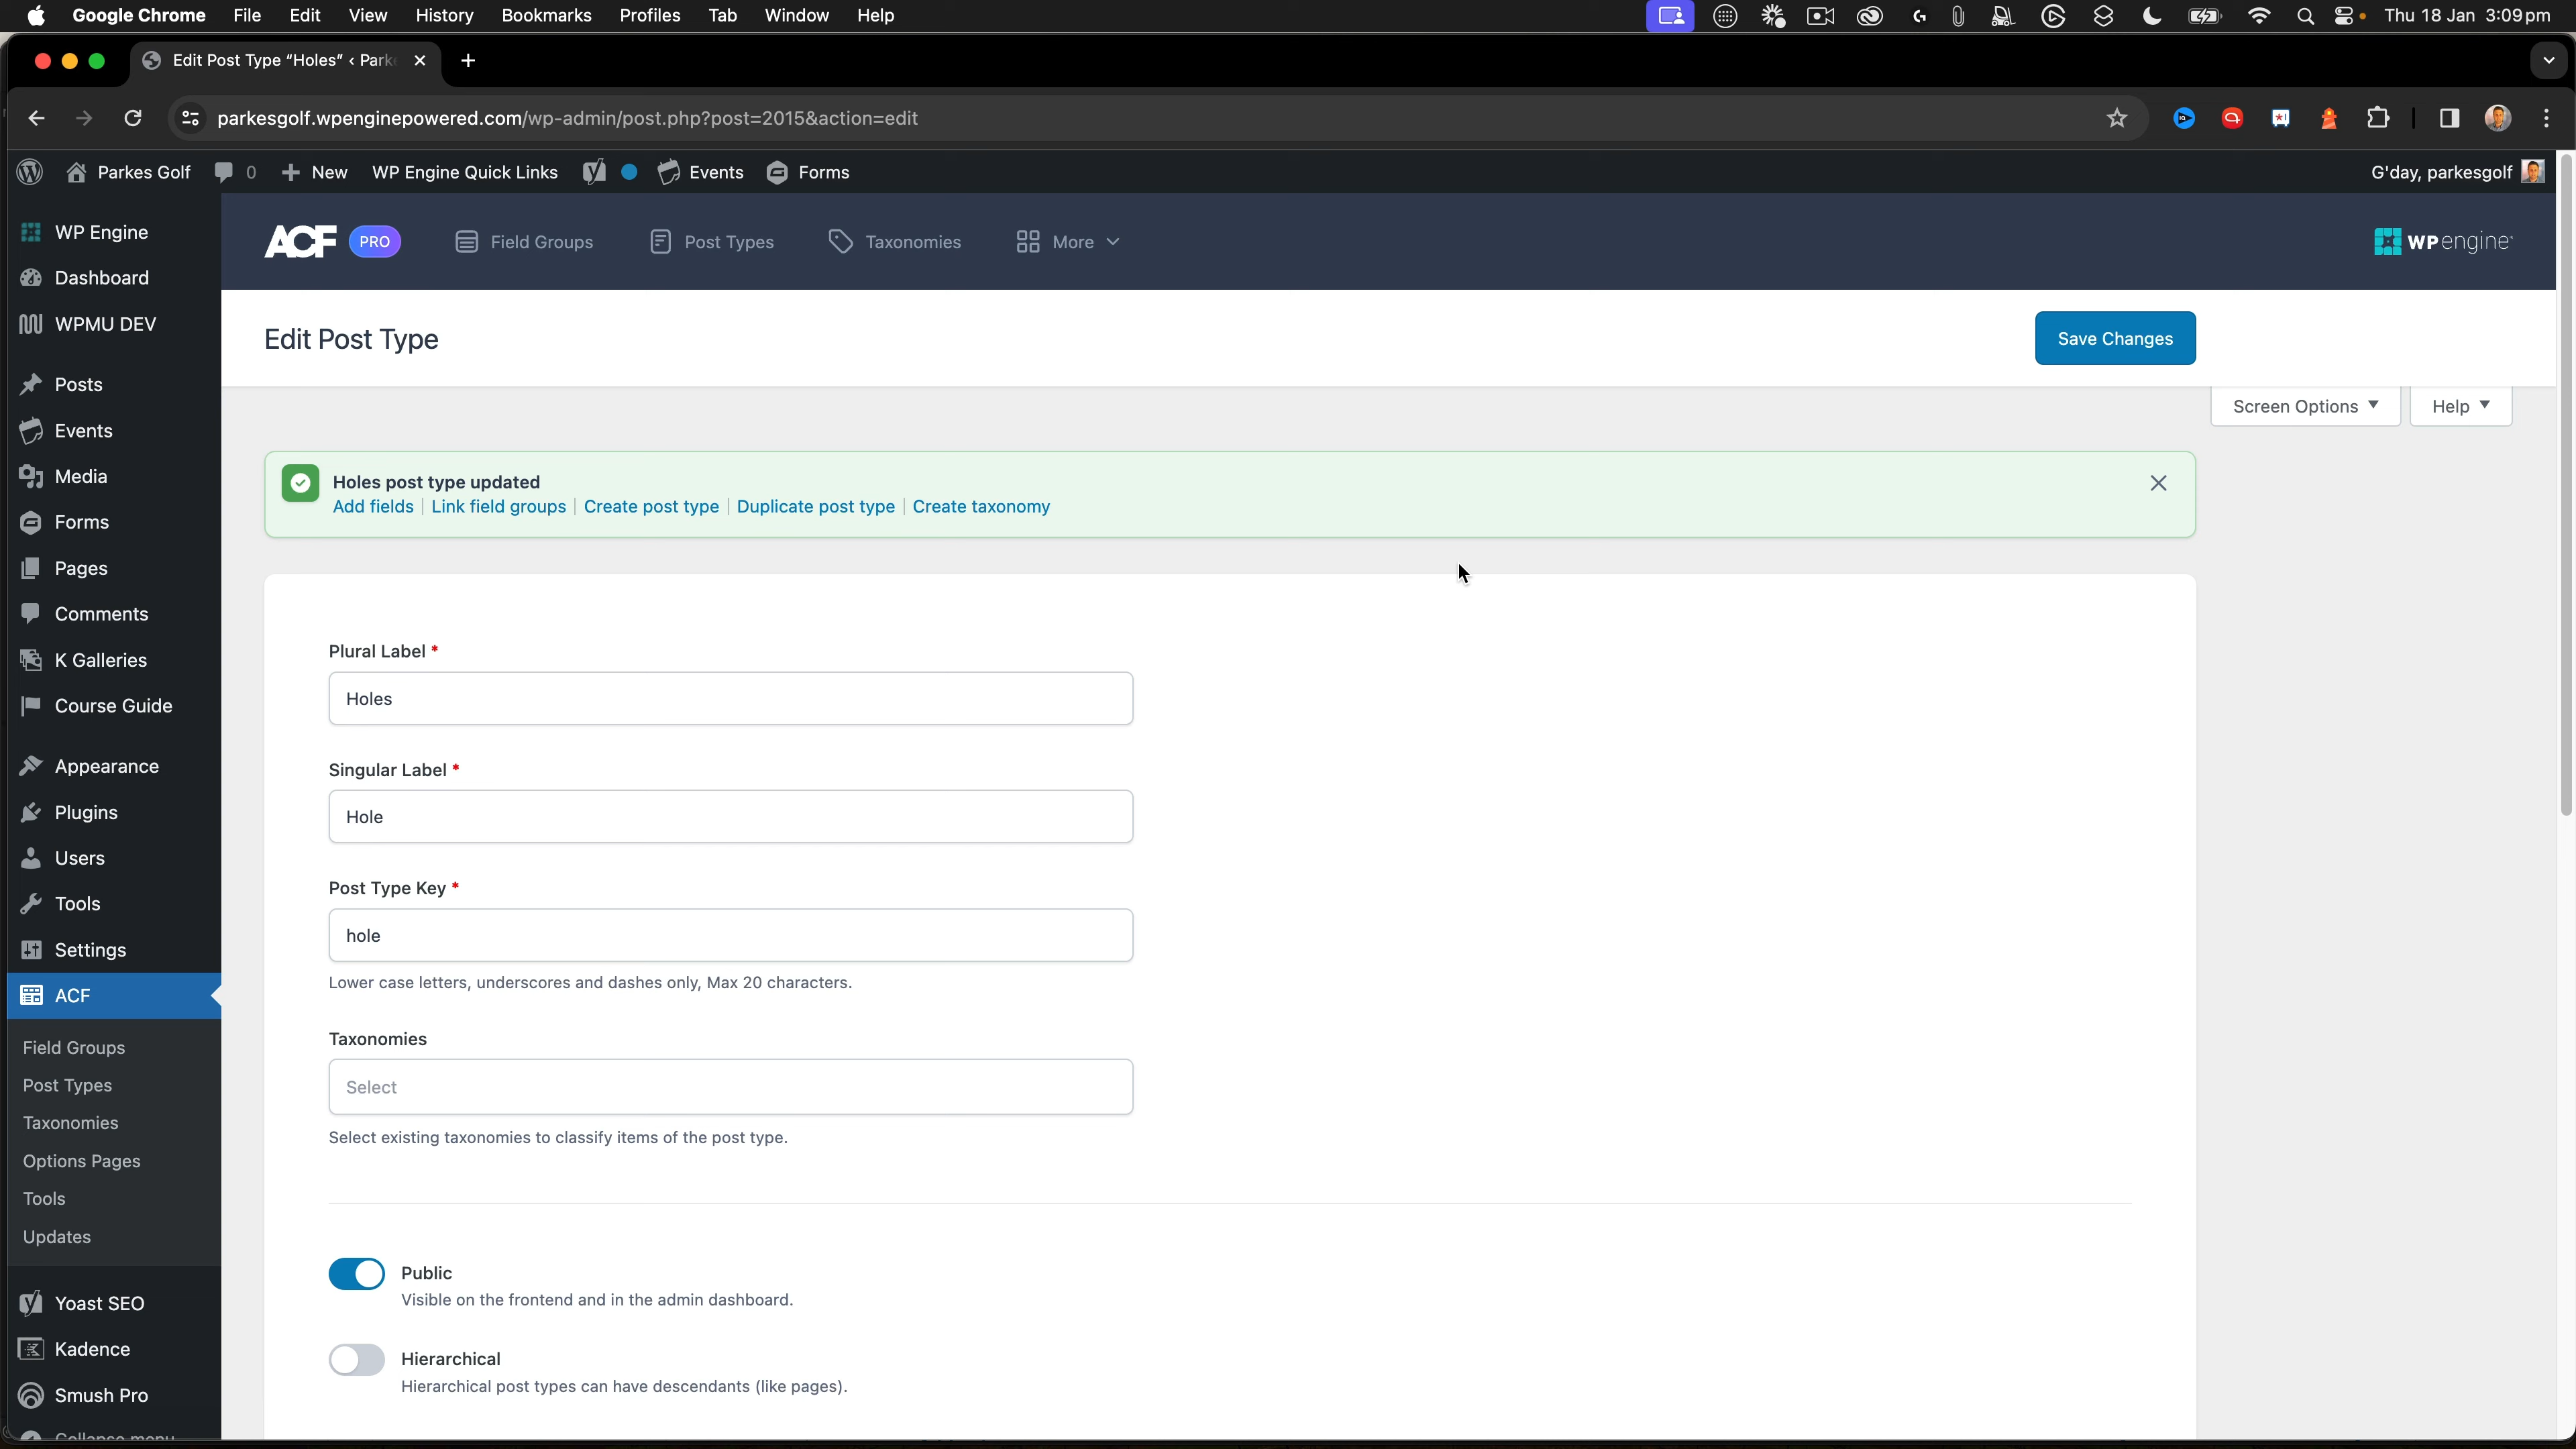 Google Chrome File Edit View History Bookmarks Profiles Tab Window Help Thu 18 Jan 3:09 pm
Edit Post Type “Holes” ‹ Park
parkesgolf.wpenginepowered.com/wp-admin/post.php?post=2015&action=edit
Parkes Golf 0 New WP Engine Quick Links Events Forms G'day, parkesgolf
WP Engine
Dashboard
WPMU DEV
Posts
Events
Media
Forms
Pages
Comments
K Galleries
Course Guide
Appearance
Plugins
Users
Tools
Settings
ACF
Field Groups
Post Types
Taxonomies
Options Pages
Tools
Updates
Yoast SEO
Kadence
Smush Pro
Collapse menu
ACF PRO Field Groups Post Types Taxonomies More WP engine
Edit Post Type Save Changes
Screen Options Help
Holes post type updated
Add fields | Link field groups | Create post type | Duplicate post type | Create taxonomy
Plural Label *
Holes
Singular Label *
Hole
Post Type Key *
hole
Lower case letters, underscores and dashes only, Max 20 characters.
Taxonomies
Select
Select existing taxonomies to classify items of the post type.
Public
Visible on the frontend and in the admin dashboard.
Hierarchical
Hierarchical post types can have descendants (like pages).